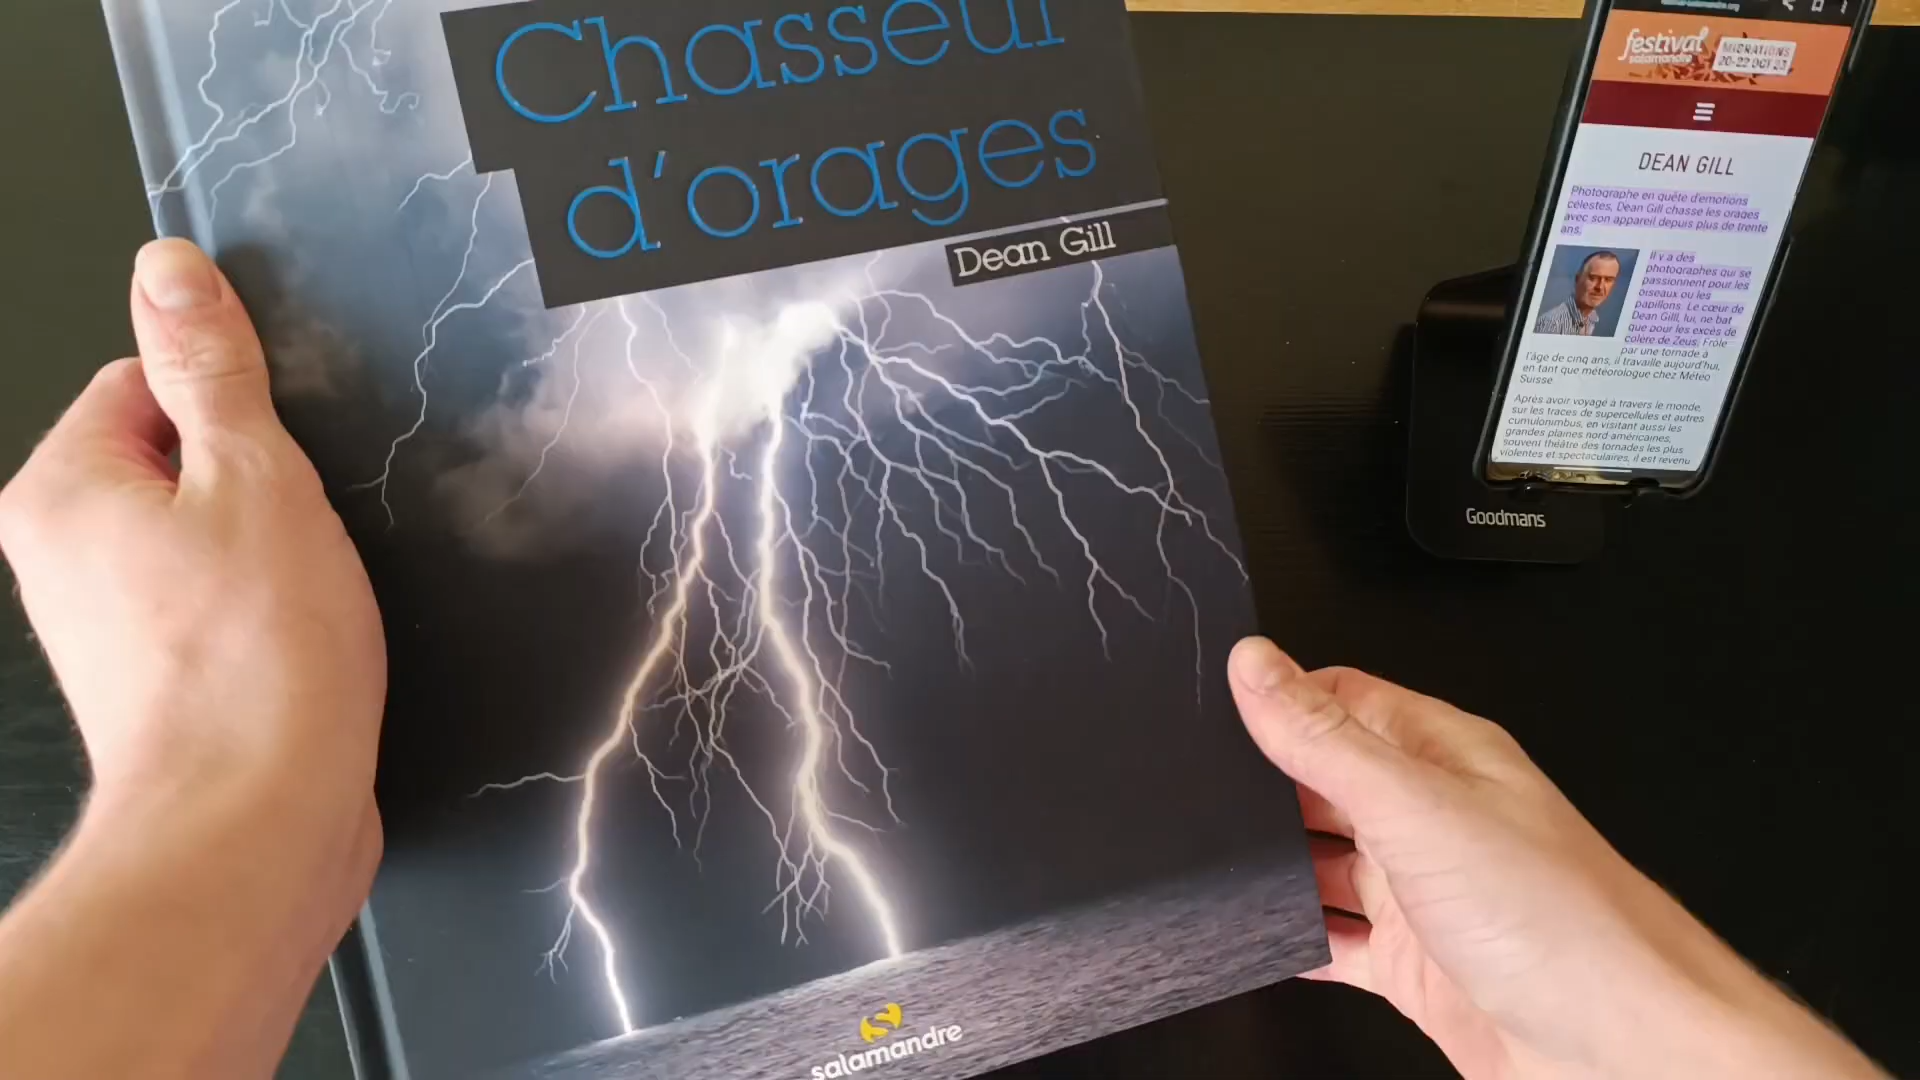 Chasseur
d'orages
Dean Gill
salamandre
festival
salamandre
MIGRATIONS
20-22 OCT 23
DEAN GILL
Photographe en quête d'émotions
célestes, Dean Gill chasse les orages
avec son appareil depuis plus de trente
ans.
Il y a des
photographes qui se
passionnent pour les
oiseaux ou les
papillons. Le cœur de
Dean Gilll, lui, ne bat
que pour les excès de
colère de Zeus. Frôlé
par une tornade à
l'âge de cinq ans, il travaille aujourd'hui,
en tant que météorologue chez Météo
Suisse.
Après avoir voyagé à travers le monde,
sur les traces de supercellules et autres
cumulonimbus, en visitant aussi les
grandes plaines nord-américaines,
souvent théâtre des tornades les plus
violentes et spectaculaires, il est revenu
Goodmans